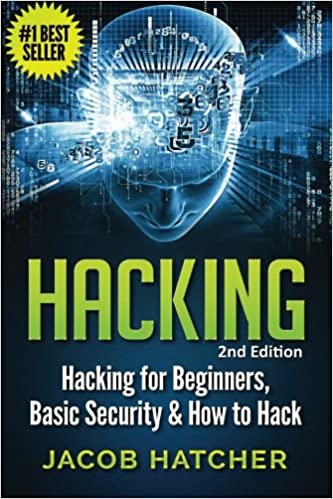 #1 BEST
SELLER
HACKING
2nd Edition
Hacking for Beginners,
Basic Security & How to Hack
JACOB HATCHER